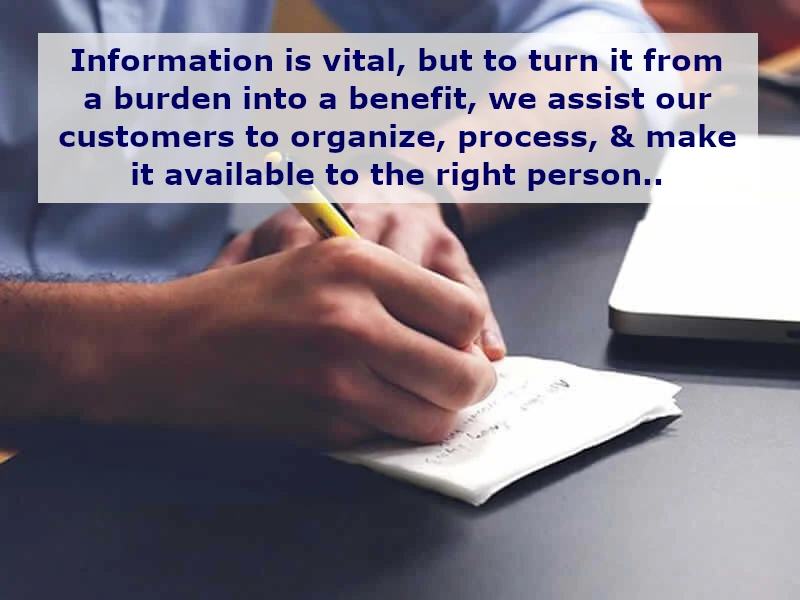 Information is vital, but to turn it from
a burden into a benefit, we assist our
customers to organize, process, & make
it available to the right person..